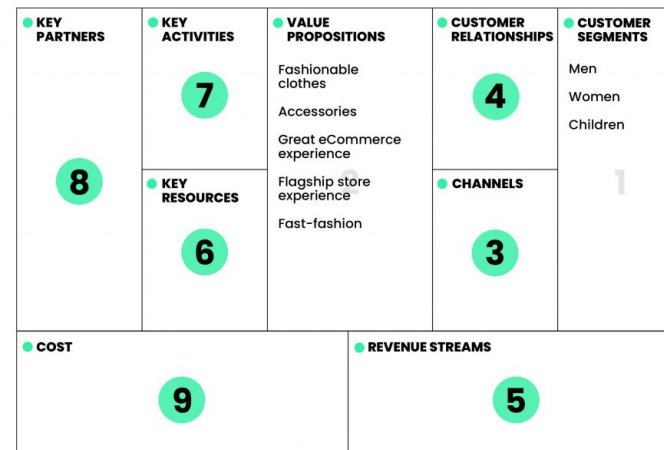 KEY
PARTNERS
8
KEY
ACTIVITIES
7
KEY
RESOURCES
6
VALUE
PROPOSITIONS
Fashionable
clothes
Accessories
Great eCommerce
experience
Flagship store
experience
Fast-fashion
2
CUSTOMER
RELATIONSHIPS
4
CHANNELS
3
CUSTOMER
SEGMENTS
Men
Women
Children
1
COST
9
REVENUE STREAMS
5